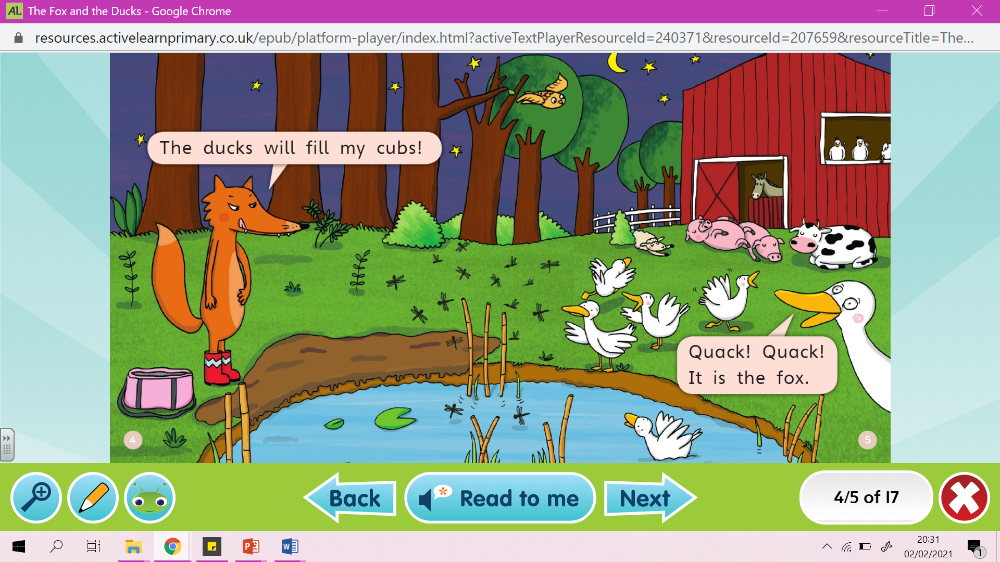 The Fox and the Ducks - Google Chrome
resources.activelearnprimary.co.uk/epub/platform-player/index.html?activeTextPlayerResourceId=240371&resourceId=207659&resourceTitle=The...
The ducks will fill my cubs!
Quack! Quack!
It is the fox.
4
5
Back
Read to me
Next
4/5 of 17
20:31
02/02/2021
1